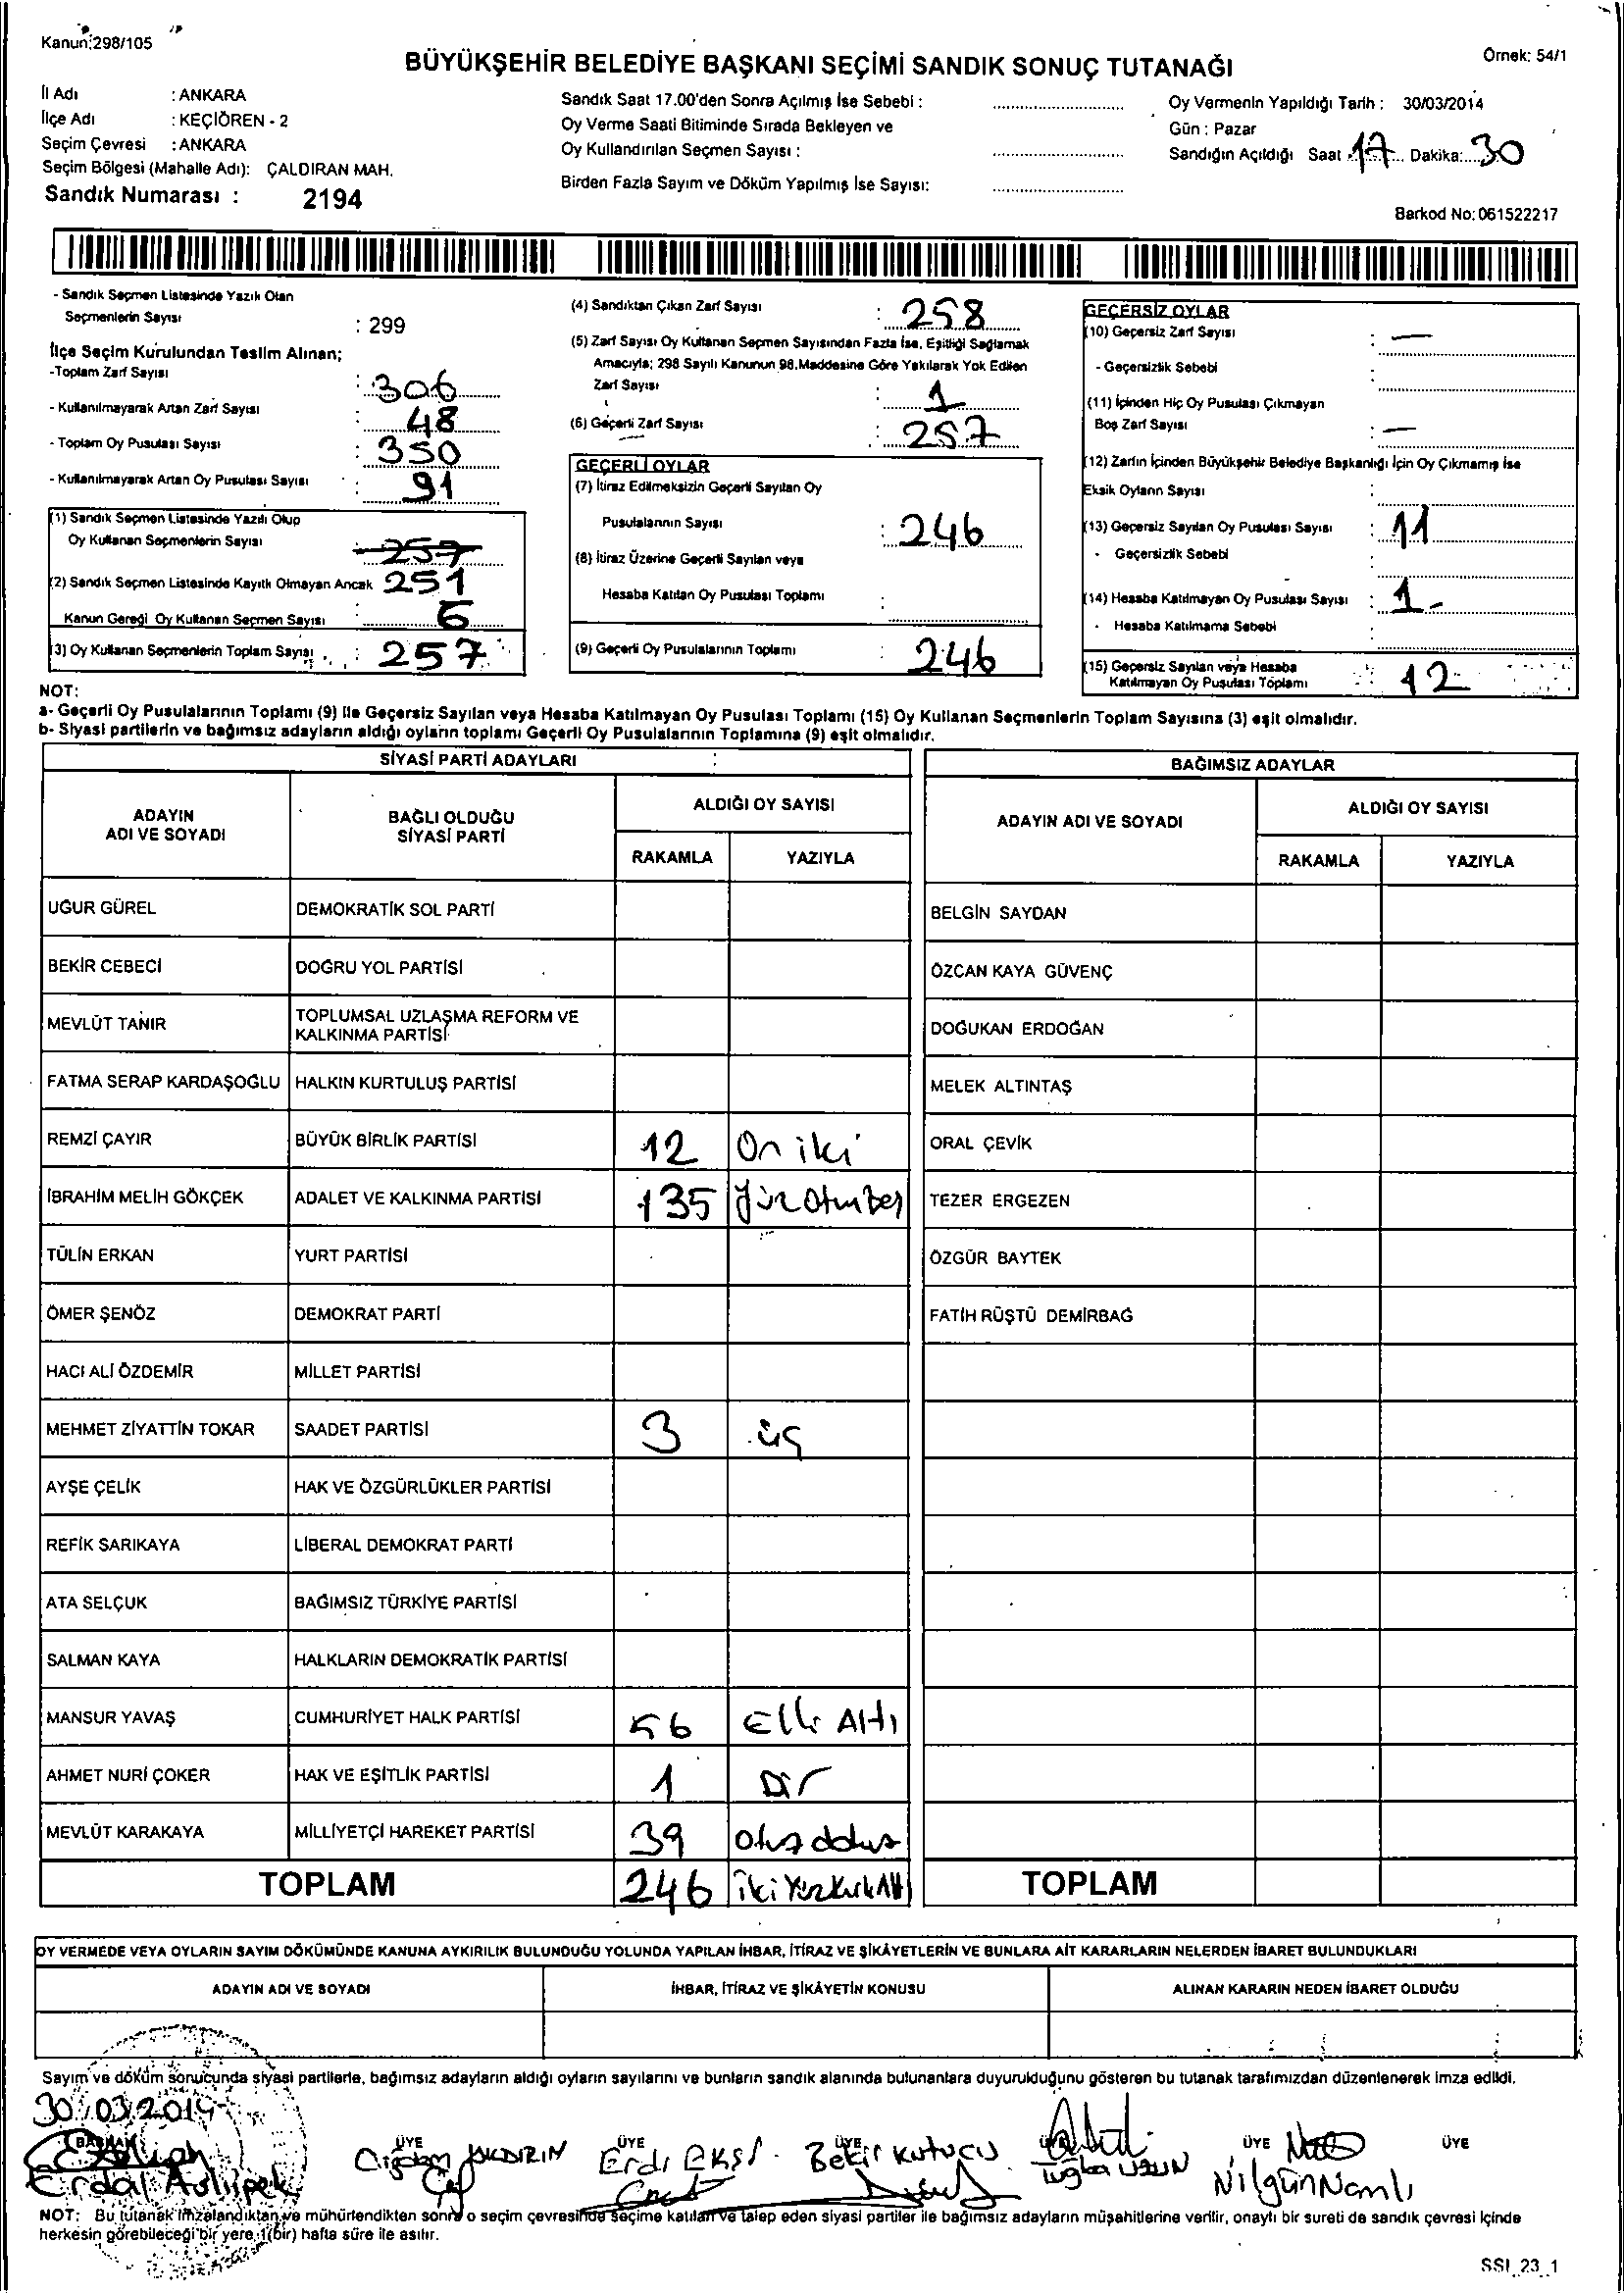 Kanun:298/105
Örnek: 54/1
BÜYÜKŞEHİR BELEDİYE BAŞKANI SEÇİMİ SANDIK SONUÇ TUTANAĞI
İl Adı : ANKARA
İlçe Adı : KEÇİÖREN - 2
Seçim Çevresi : ANKARA
Seçim Bölgesi (Mahalle Adı): ÇALDIRAN MAH.
Sandık Numarası : 2194
Sandık Saat 17.00'den Sonra Açılmış İse Sebebi :
Oy Verme Saati Bitiminde Sırada Bekleyen ve
Oy Kullandırılan Seçmen Sayısı :
Birden Fazla Sayım ve Döküm Yapılmış İse Sayısı:
Oy Vermenin Yapıldığı Tarih : 30/03/2014
Gün : Pazar
Sandığın Açıldığı Saat : 17 Dakika: 30
Barkod No: 061522217
- Sandık Seçmen Listesinde Yazılı Olan
Seçmenlerin Sayısı : 299
İlçe Seçim Kurulundan Teslim Alınan;
-Toplam Zarf Sayısı : 306
- Kullanılmayarak Artan Zarf Sayısı : 48
- Toplam Oy Pusulası Sayısı : 350
- Kullanılmayarak Artan Oy Pusulası Sayısı : 91
(1) Sandık Seçmen Listesinde Yazılı Olup
Oy Kullanan Seçmenlerin Sayısı 257
(2) Sandık Seçmen Listesinde Kayıtlı Olmayan Ancak 251
Kanun Gereği Oy Kullanan Seçmen Sayısı : 6
(3) Oy Kullanan Seçmenlerin Toplam Sayısı : 257
(4) Sandıktan Çıkan Zarf Sayısı : 258
(5) Zarf Sayısı Oy Kullanan Seçmen Sayısından Fazla İse, Eşitliği Sağlamak
Amacıyla; 298 Sayılı Kanunun 98.Maddesine Göre Yakılarak Yok Edilen
Zarf Sayısı : 1
(6) Geçerli Zarf Sayısı : 257
GEÇERLİ OYLAR
(7) İtiraz Edilmeksizin Geçerli Sayılan Oy
Pusulalarının Sayısı : 246
(8) İtiraz Üzerine Geçerli Sayılan veya
Hesaba Katılan Oy Pusulası Toplamı :
(9) Geçerli Oy Pusulalarının Toplamı : 246
GEÇERSİZ OYLAR
(10) Geçersiz Zarf Sayısı : —
- Geçersizlik Sebebi :
(11) İçinden Hiç Oy Pusulası Çıkmayan
Boş Zarf Sayısı : —
(12) Zarfın İçinden Büyükşehir Belediye Başkanlığı İçin Oy Çıkmamış İse
Eksik Oyların Sayısı :
(13) Geçersiz Sayılan Oy Pusulası Sayısı : 11
- Geçersizlik Sebebi :
(14) Hesaba Katılmayan Oy Pusulası Sayısı : 1-
- Hesaba Katılmama Sebebi :
(15) Geçersiz Sayılan veya Hesaba
Katılmayan Oy Pusulası Toplamı : 12
NOT:
a- Geçerli Oy Pusulalarının Toplamı (9) ile Geçersiz Sayılan veya Hesaba Katılmayan Oy Pusulası Toplamı (15) Oy Kullanan Seçmenlerin Toplam Sayısına (3) eşit olmalıdır.
b- Siyasi partilerin ve bağımsız adayların aldığı oyların toplamı Geçerli Oy Pusulalarının Toplamına (9) eşit olmalıdır.
SİYASİ PARTİ ADAYLARI
ADAYIN ADI VE SOYADI BAĞLI OLDUĞU SİYASİ PARTİ ALDIĞI OY SAYISI
RAKAMLA YAZIYLA
UĞUR GÜREL DEMOKRATİK SOL PARTİ
BEKİR CEBECİ DOĞRU YOL PARTİSİ
MEVLÜT TANIR TOPLUMSAL UZLAŞMA REFORM VE KALKINMA PARTİSİ
FATMA SERAP KARDAŞOĞLU HALKIN KURTULUŞ PARTİSİ
REMZİ ÇAYIR BÜYÜK BİRLİK PARTİSİ 12 On iki
İBRAHİM MELİH GÖKÇEK ADALET VE KALKINMA PARTİSİ 135 yüz otuz beş
TÜLİN ERKAN YURT PARTİSİ
ÖMER ŞENÖZ DEMOKRAT PARTİ
HACI ALİ ÖZDEMİR MİLLET PARTİSİ
MEHMET ZİYATTİN TOKAR SAADET PARTİSİ 3 üç
AYŞE ÇELİK HAK VE ÖZGÜRLÜKLER PARTİSİ
REFİK SARIKAYA LİBERAL DEMOKRAT PARTİ
ATA SELÇUK BAĞIMSIZ TÜRKİYE PARTİSİ
SALMAN KAYA HALKLARIN DEMOKRATİK PARTİSİ
MANSUR YAVAŞ CUMHURİYET HALK PARTİSİ 56 Elli Altı
AHMET NURİ ÇOKER HAK VE EŞİTLİK PARTİSİ 1 Bir
MEVLÜT KARAKAYA MİLLİYETÇİ HAREKET PARTİSİ 39 otuz dokuz
TOPLAM 246 iki Yüz Kırk Altı
BAĞIMSIZ ADAYLAR
ADAYIN ADI VE SOYADI ALDIĞI OY SAYISI
RAKAMLA YAZIYLA
BELGİN SAYDAN
ÖZCAN KAYA GÜVENÇ
DOĞUKAN ERDOĞAN
MELEK ALTINTAŞ
ORAL ÇEVİK
TEZER ERGEZEN
ÖZGÜR BAYTEK
FATİH RÜŞTÜ DEMİRBAĞ
TOPLAM
OY VERMEDE VEYA OYLARIN SAYIM DÖKÜMÜNDE KANUNA AYKIRILIK BULUNDUĞU YOLUNDA YAPILAN İHBAR, İTİRAZ VE ŞİKÂYETLERİN VE BUNLARA AİT KARARLARIN NELERDEN İBARET BULUNDUKLARI
ADAYIN ADI VE SOYADI İHBAR, İTİRAZ VE ŞİKÂYETİN KONUSU ALINAN KARARIN NEDEN İBARET OLDUĞU
Sayım ve döküm sonucunda siyasi partilerle, bağımsız adayların aldığı oyların sayılarını ve bunların sandık alanında bulunanlara duyurulduğunu gösteren bu tutanak tarafımızdan düzenlenerek imza edildi.
30/03/2014
BAŞKAN ÜYE ÜYE ÜYE ÜYE ÜYE
Erdal Çiğdem Erdi EKŞİ Bekir KUTUCU Tuğba UZUN Nilgün Namlı
NOT: Bu tutanak imzalandıktan ve mühürlendikten sonra o seçim çevresinde seçime katılan ve talep eden siyasi partiler ile bağımsız adayların müşahitlerine verilir, onaylı bir sureti de sandık çevresi içinde
herkesin görebileceği bir yere 1(bir) hafta süre ile asılır.
SSI_23_1